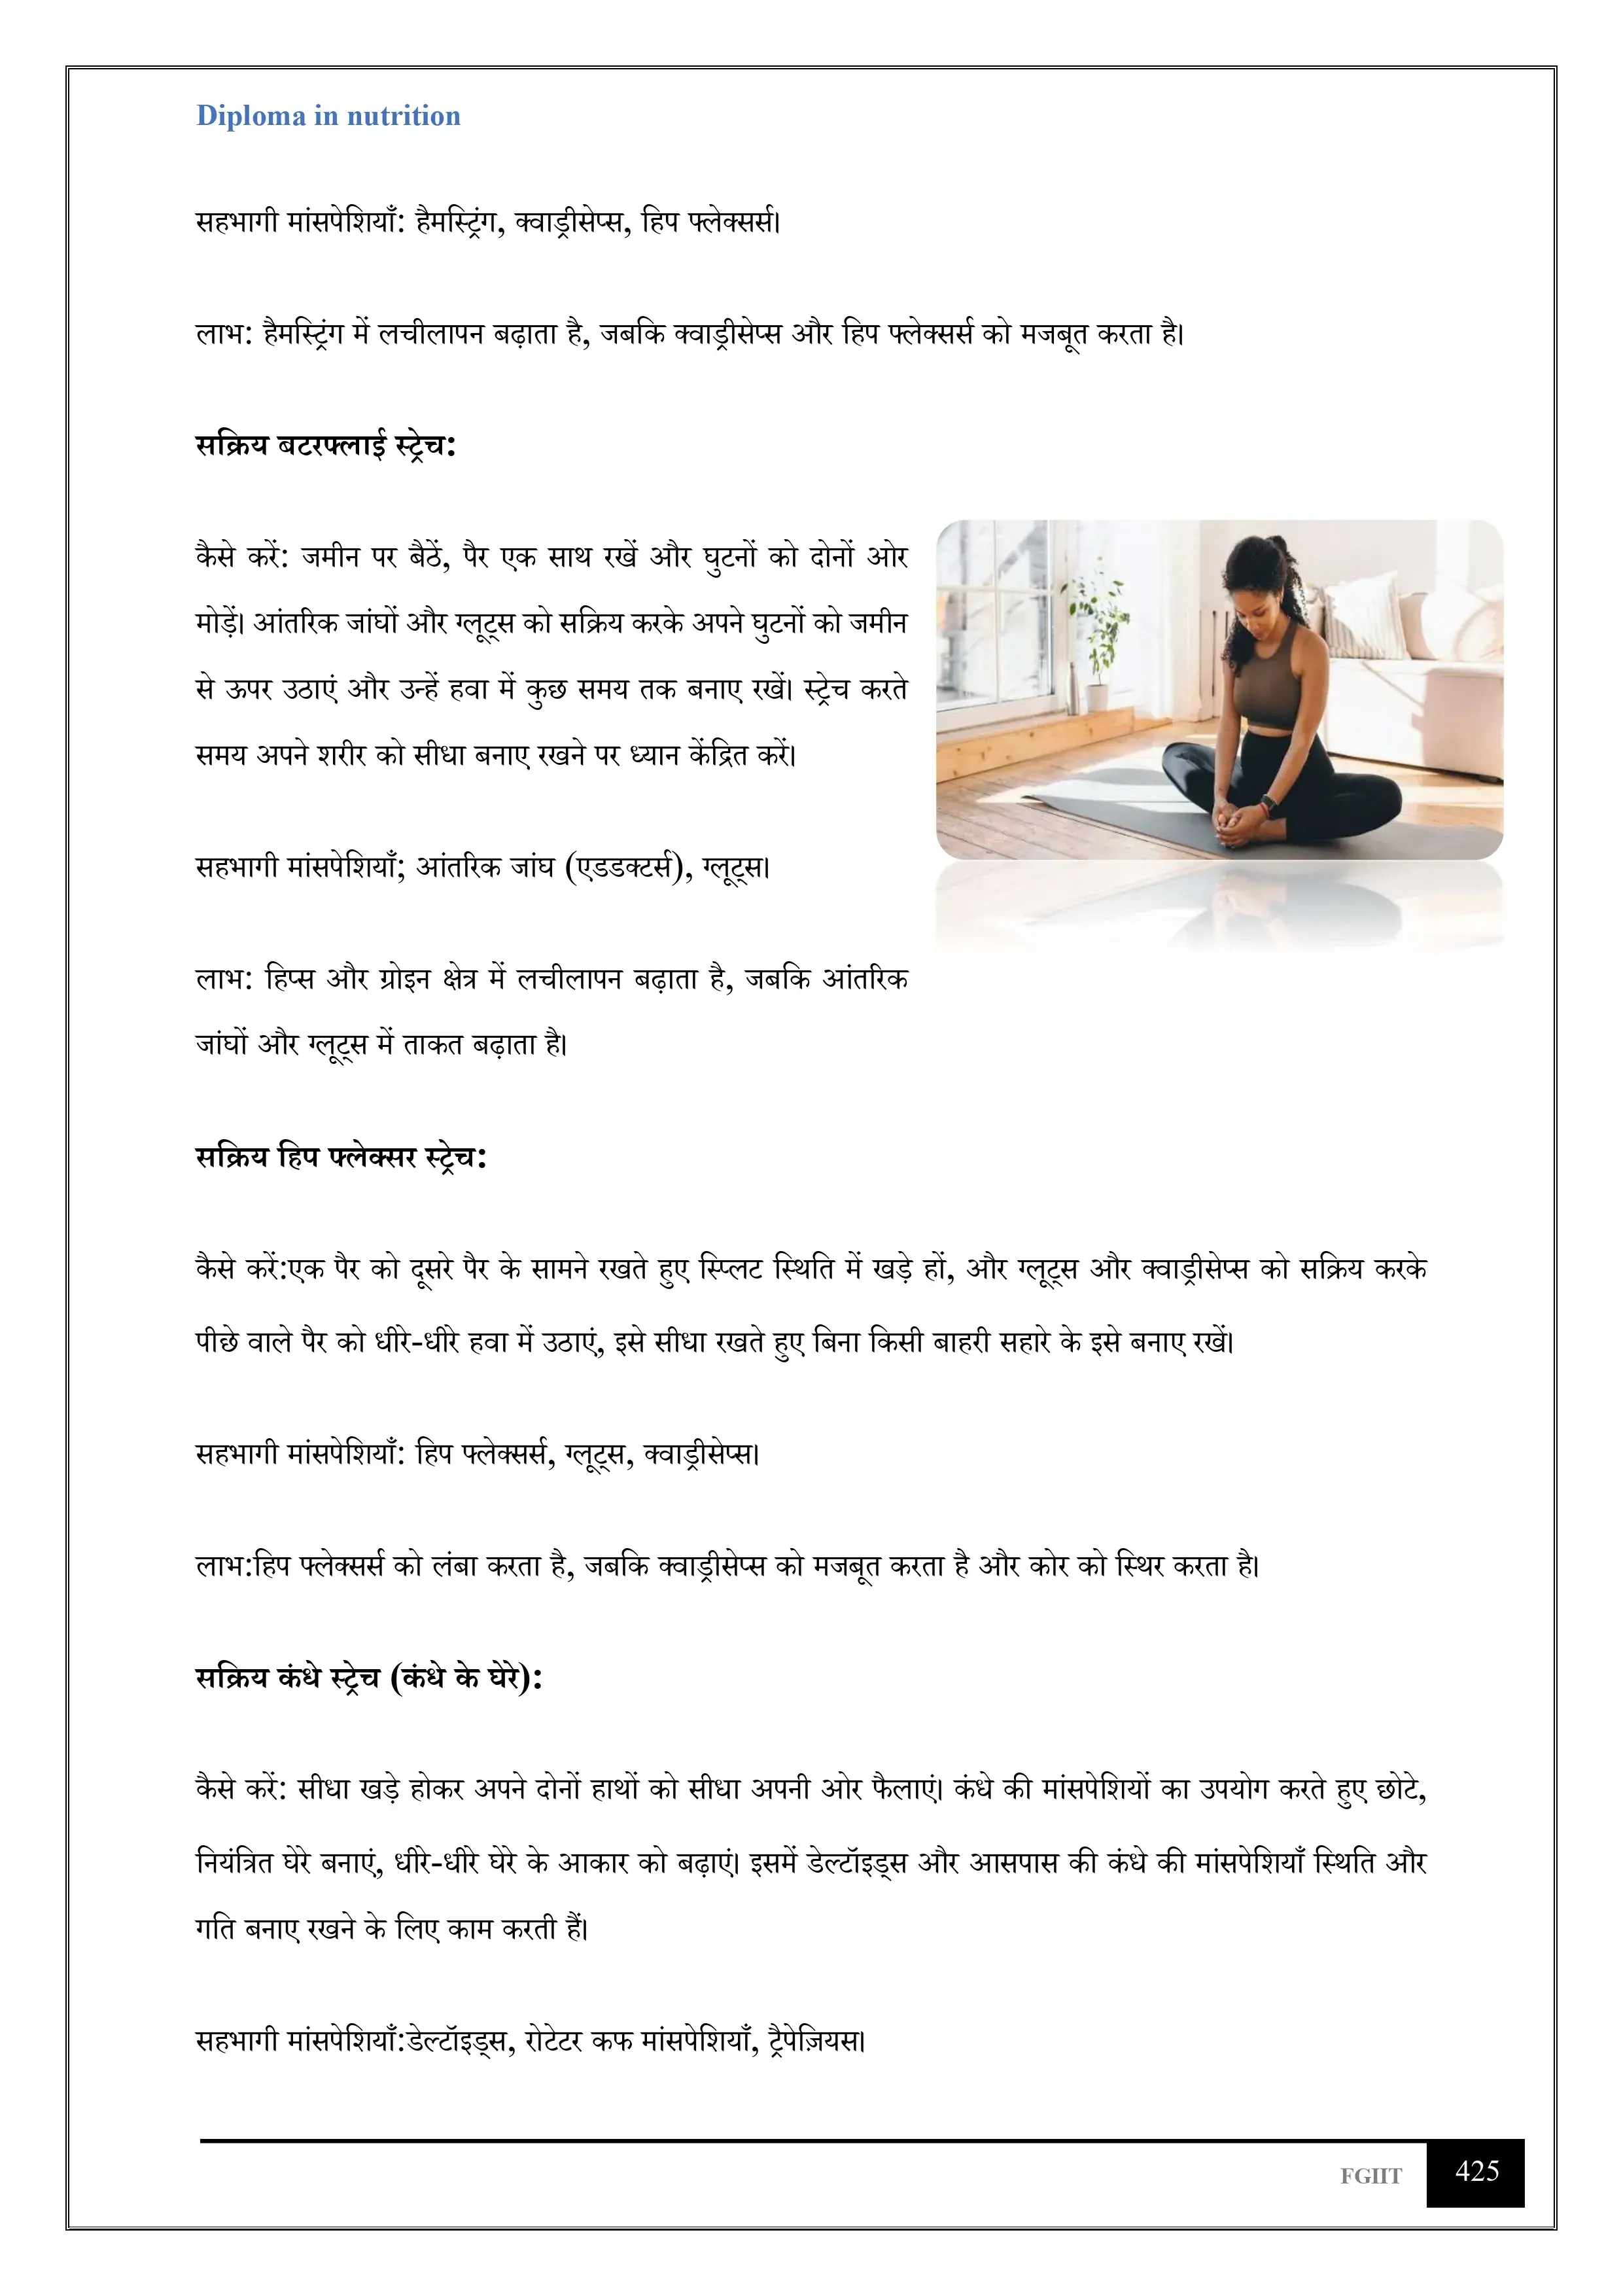 Diploma in nutrition
सहभागी मांसपेशियाँ: हैमस्ट्रिंग, क्वाड्रीसेप्स, हिप फ्लेक्सर्स।
लाभ: हैमस्ट्रिंग में लचीलापन बढ़ाता है, जबकि क्वाड्रीसेप्स और हिप फ्लेक्सर्स को मजबूत करता है।
सक्रिय बटरफ्लाई स्ट्रेच:
कैसे करें: जमीन पर बैठें, पैर एक साथ रखें और घुटनों को दोनों ओर
मोड़ें। आंतरिक जांघों और ग्लूट्स को सक्रिय करके अपने घुटनों को जमीन
से ऊपर उठाएं और उन्हें हवा में कुछ समय तक बनाए रखें। स्ट्रेच करते
समय अपने शरीर को सीधा बनाए रखने पर ध्यान केंद्रित करें।
सहभागी मांसपेशियाँ; आंतरिक जांघ (एडडक्टर्स), ग्लूट्स।
लाभ: हिप्स और ग्रोइन क्षेत्र में लचीलापन बढ़ाता है, जबकि आंतरिक
जांघों और ग्लूट्स में ताकत बढ़ाता है।
सक्रिय हिप फ्लेक्सर स्ट्रेच:
कैसे करें:एक पैर को दूसरे पैर के सामने रखते हुए स्प्लिट स्थिति में खड़े हों, और ग्लूट्स और क्वाड्रीसेप्स को सक्रिय करके
पीछे वाले पैर को धीरे-धीरे हवा में उठाएं, इसे सीधा रखते हुए बिना किसी बाहरी सहारे के इसे बनाए रखें।
सहभागी मांसपेशियाँ: हिप फ्लेक्सर्स, ग्लूट्स, क्वाड्रीसेप्स।
लाभ:हिप फ्लेक्सर्स को लंबा करता है, जबकि क्वाड्रीसेप्स को मजबूत करता है और कोर को स्थिर करता है।
सक्रिय कंधे स्ट्रेच (कंधे के घेरे):
कैसे करें: सीधा खड़े होकर अपने दोनों हाथों को सीधा अपनी ओर फैलाएं। कंधे की मांसपेशियों का उपयोग करते हुए छोटे,
नियंत्रित घेरे बनाएं, धीरे-धीरे घेरे के आकार को बढ़ाएं। इसमें डेल्टॉइड्स और आसपास की कंधे की मांसपेशियाँ स्थिति और
गति बनाए रखने के लिए काम करती हैं।
सहभागी मांसपेशियाँ:डेल्टॉइड्स, रोटेटर कफ मांसपेशियाँ, ट्रैपेज़ियस।
FGIIT 425